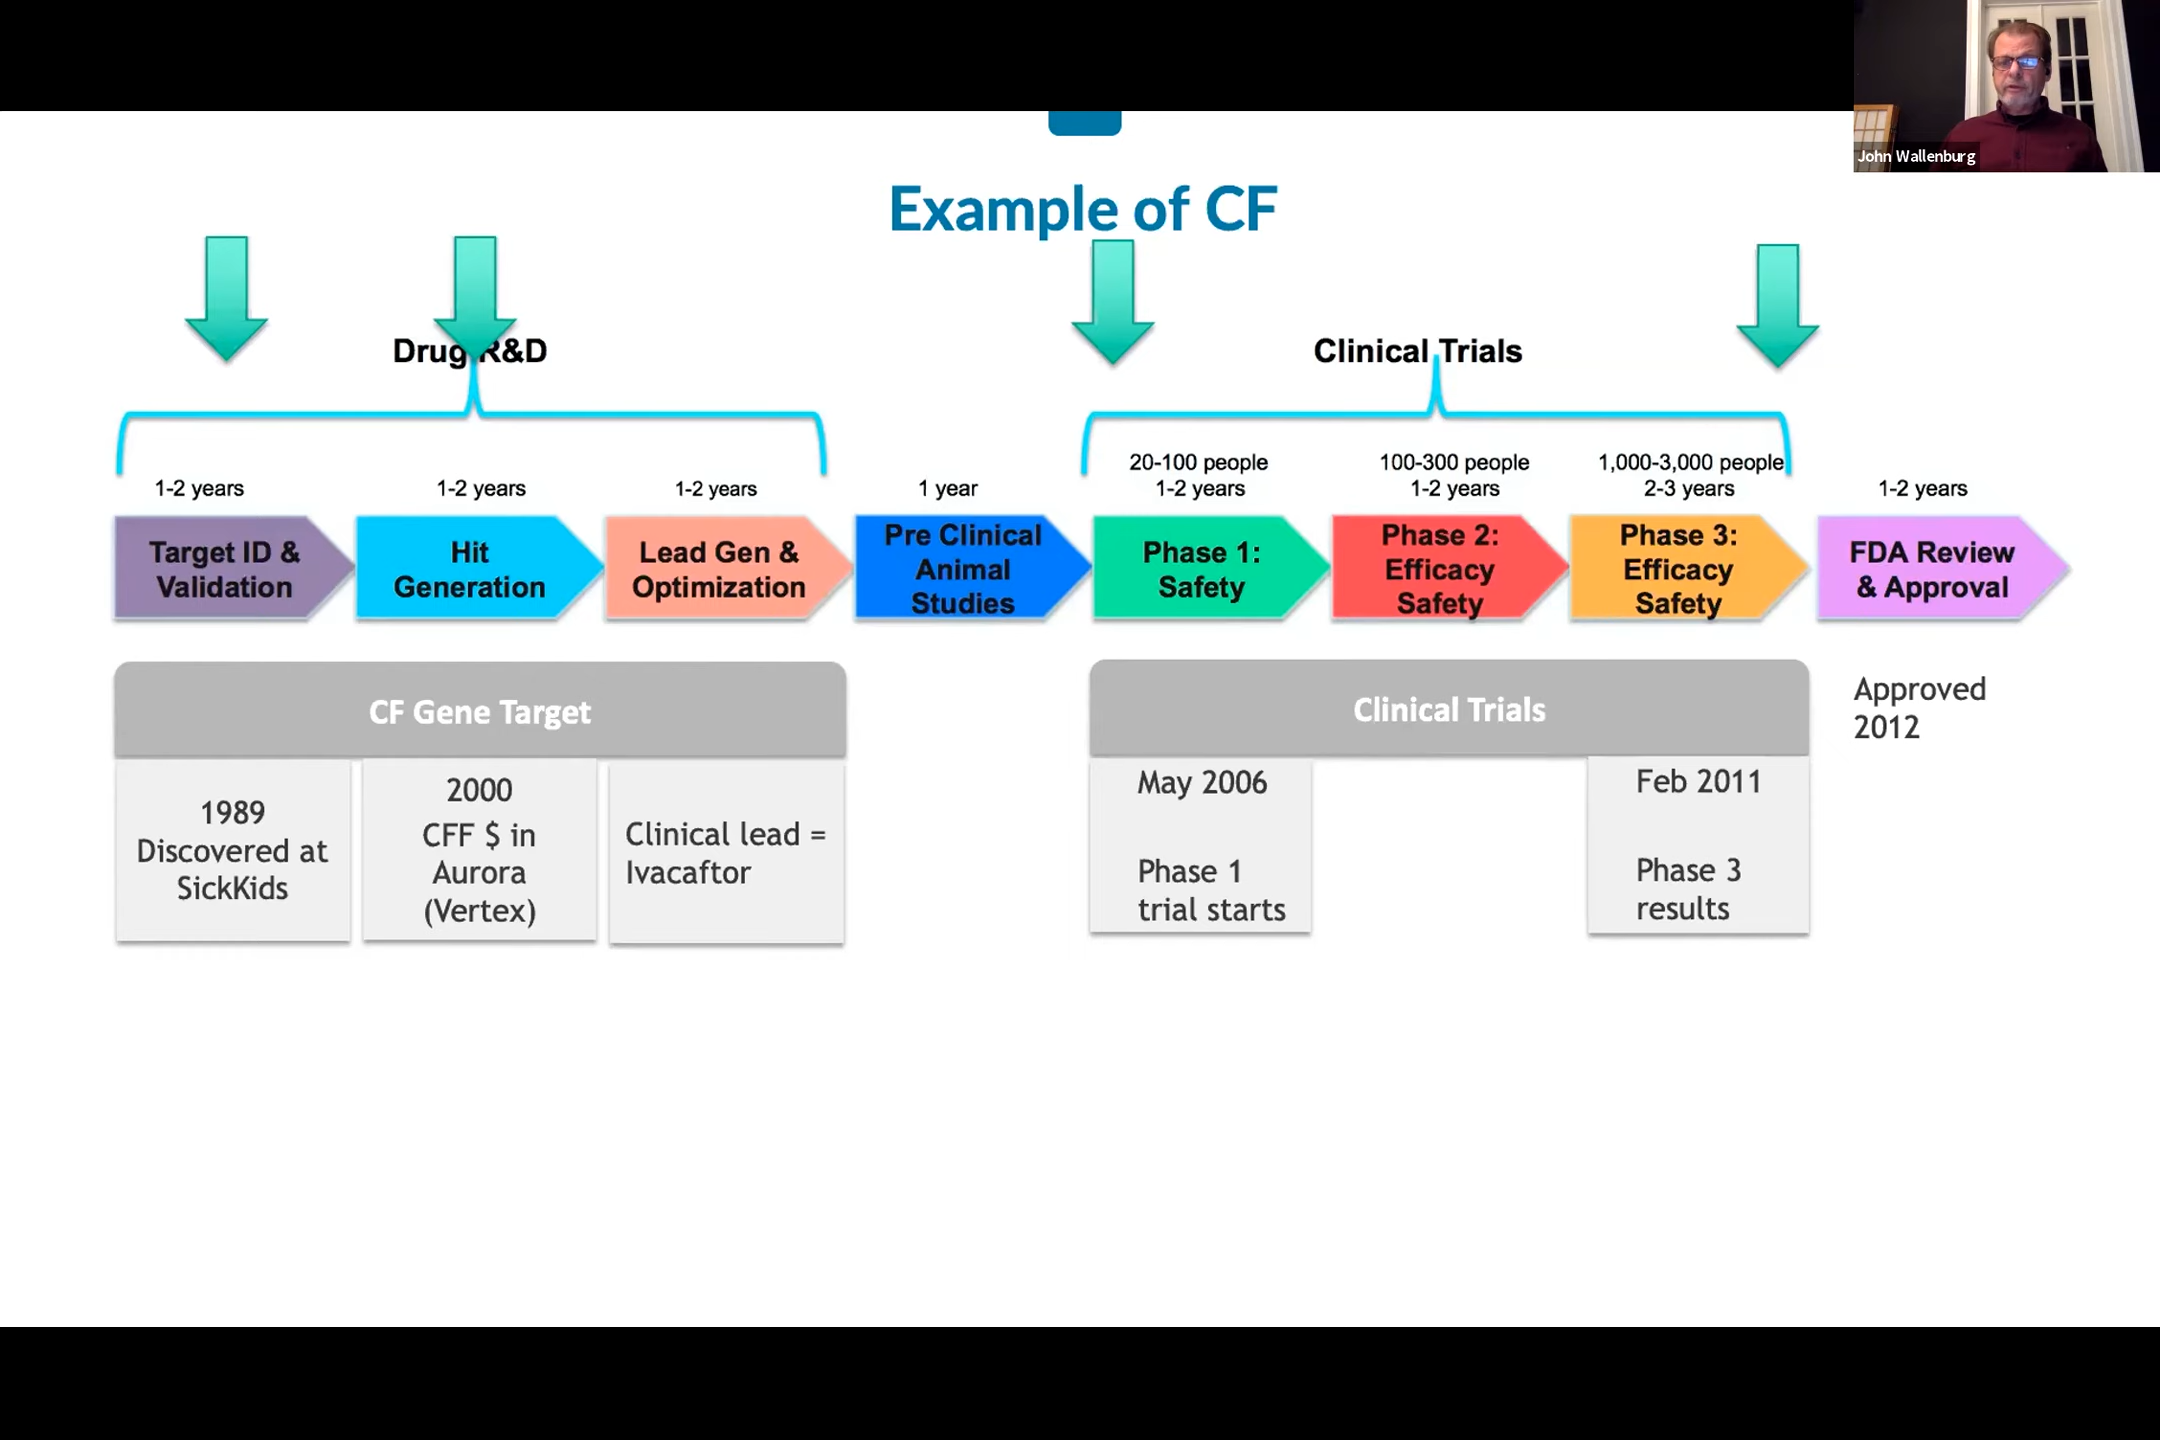 John Wallenburg
Example of CF
Drug R&D
Clinical Trials
1-2 years
1-2 years
1-2 years
1 year
20-100 people
1-2 years
100-300 people
1-2 years
1,000-3,000 people
2-3 years
1-2 years
Target ID &
Validation
Hit
Generation
Lead Gen &
Optimization
Pre Clinical
Animal
Studies
Phase 1:
Safety
Phase 2:
Efficacy
Safety
Phase 3:
Efficacy
Safety
FDA Review
& Approval
CF Gene Target
1989
Discovered at
SickKids
2000
CFF $ in
Aurora
(Vertex)
Clinical lead =
Ivacaftor
Clinical Trials
May 2006
Phase 1
trial starts
Feb 2011
Phase 3
results
Approved
2012